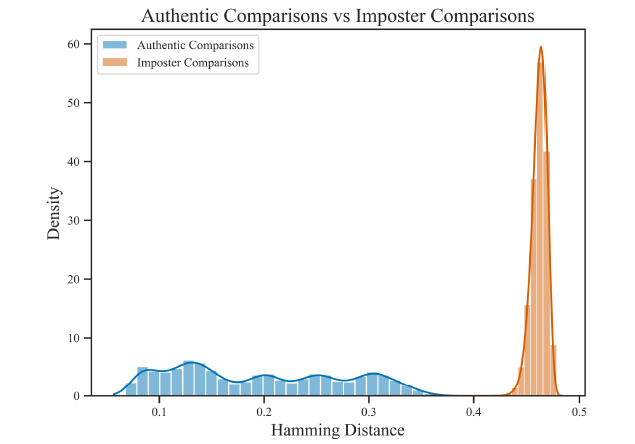 Authentic Comparisons vs Imposter Comparisons
Authentic Comparisons
Imposter Comparisons
Density
60
50
40
30
20
10
0
0.1
0.2
0.3
0.4
0.5
Hamming Distance